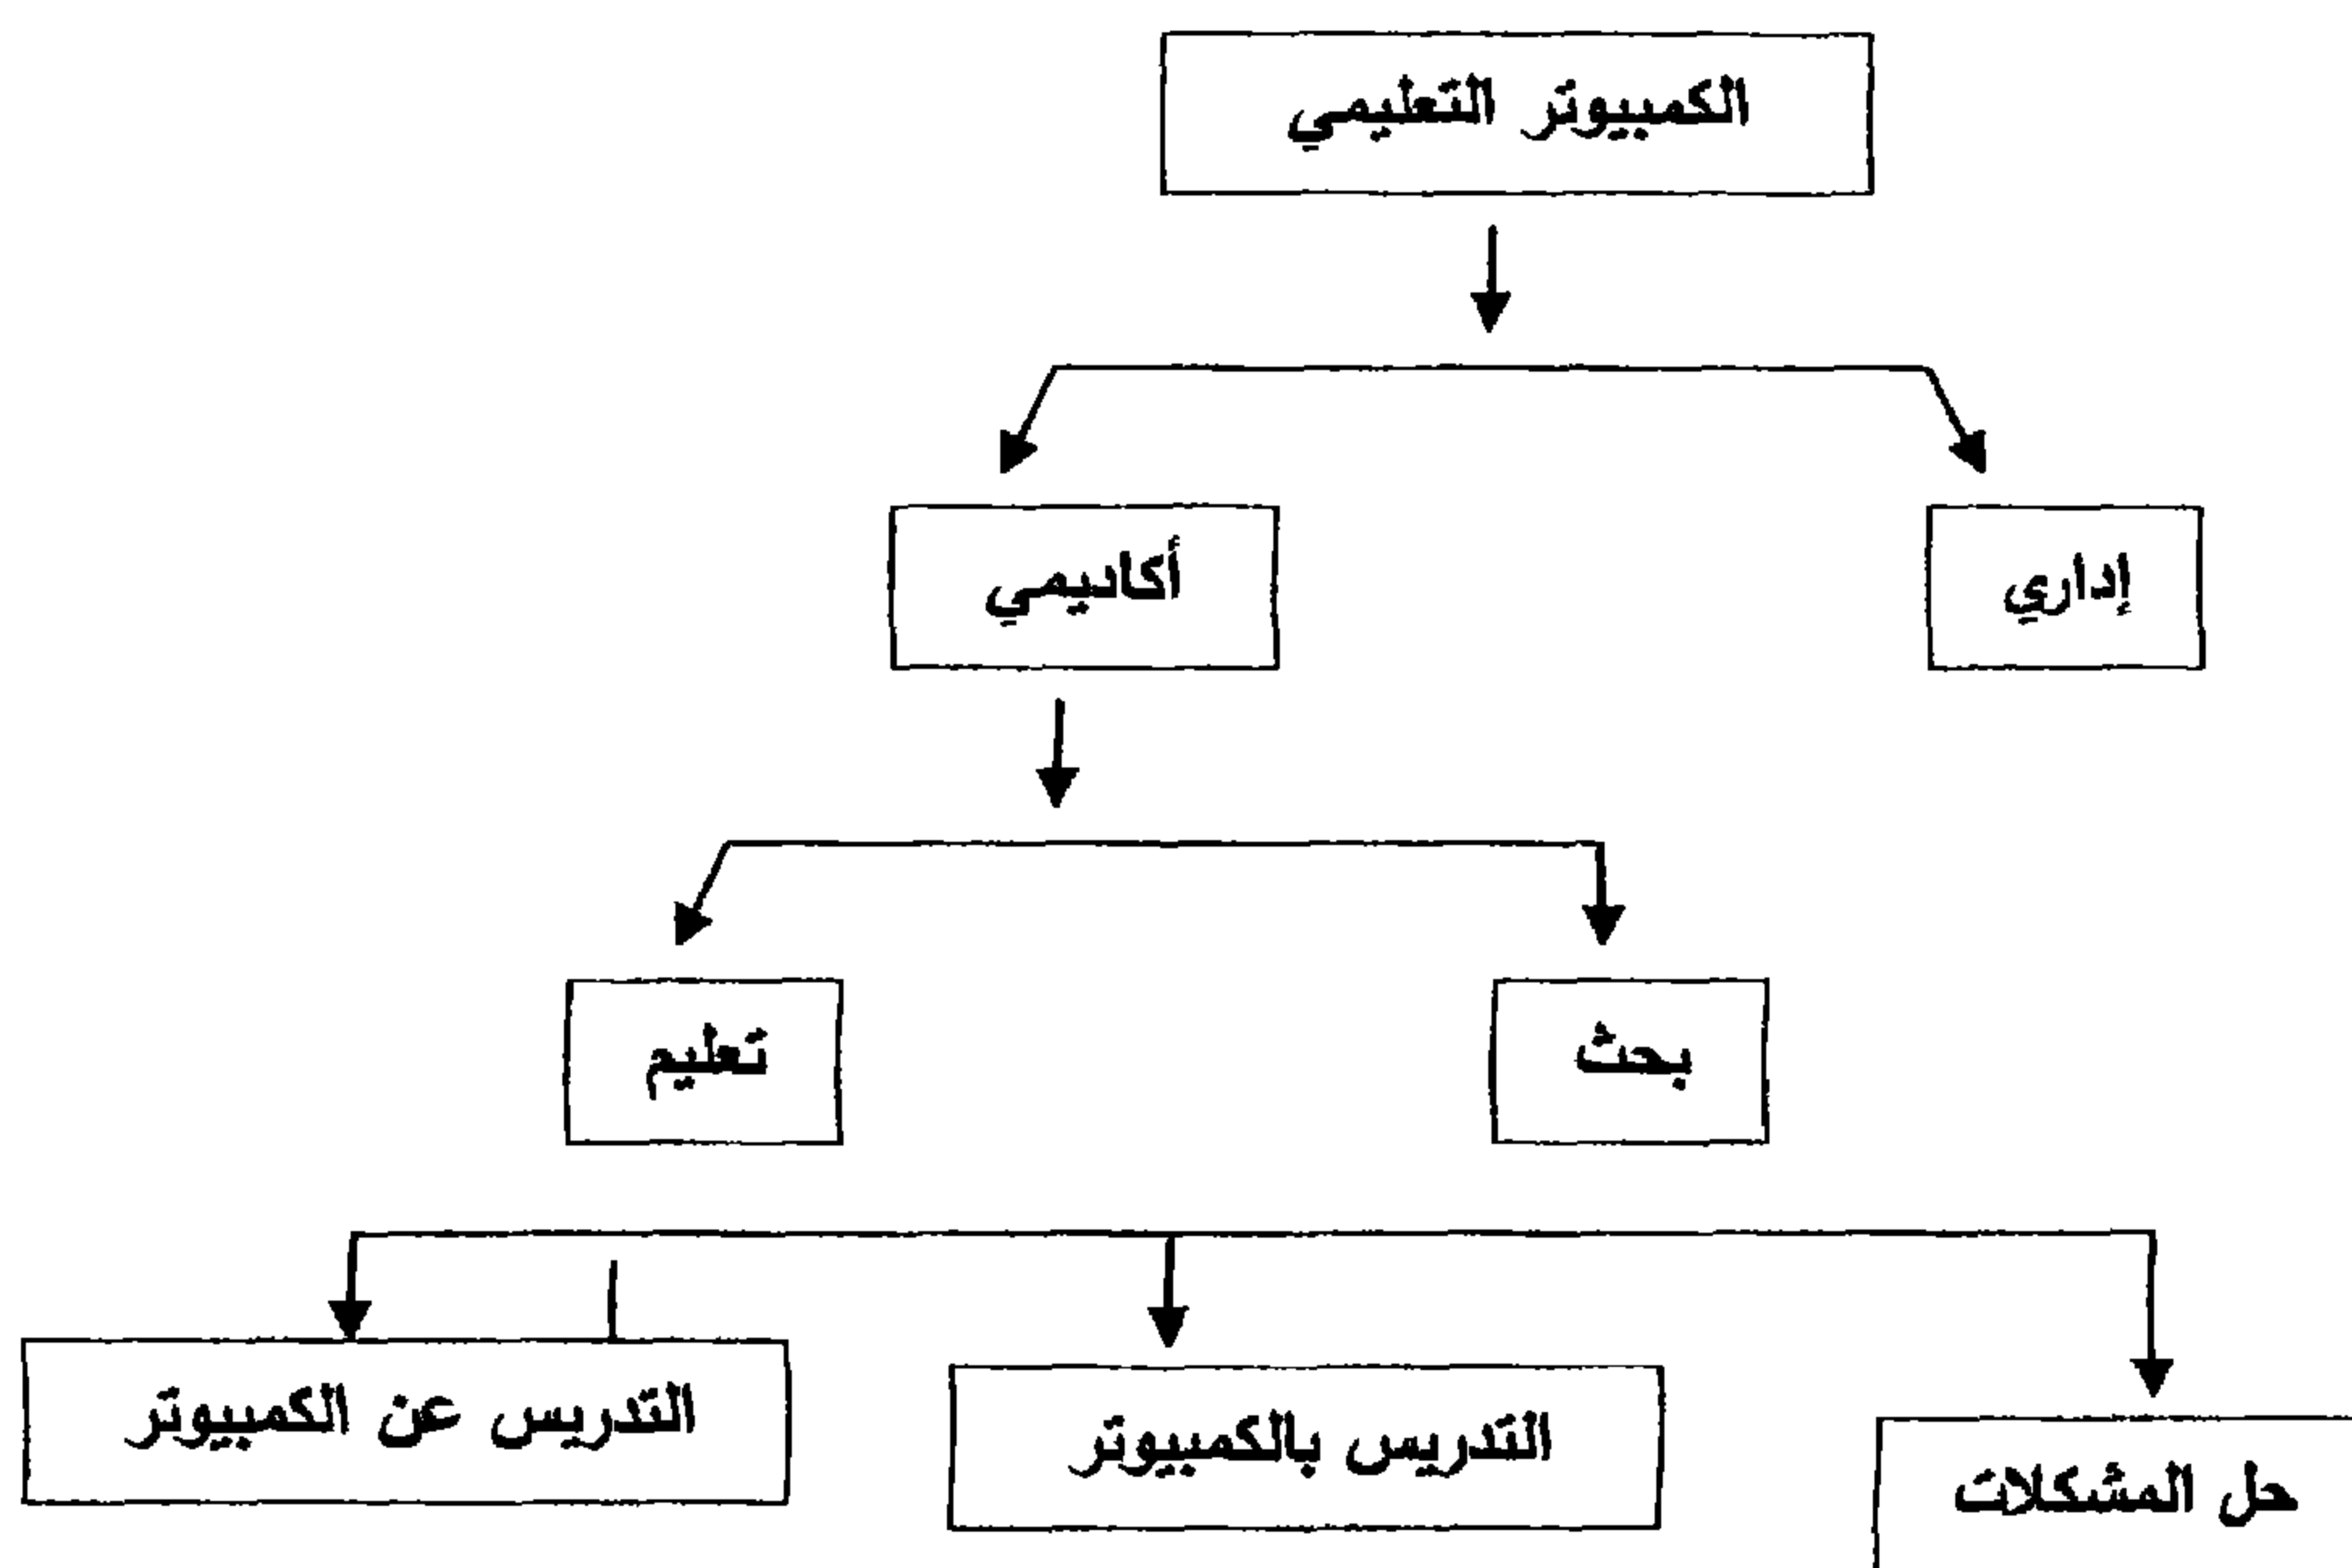 الكمبيوتر التعليمي
إداري
أكاديمي
بحث
تعليم
حل المشكلات
التدريس بالكمبيوتر
التدريس عن الكمبيوتر